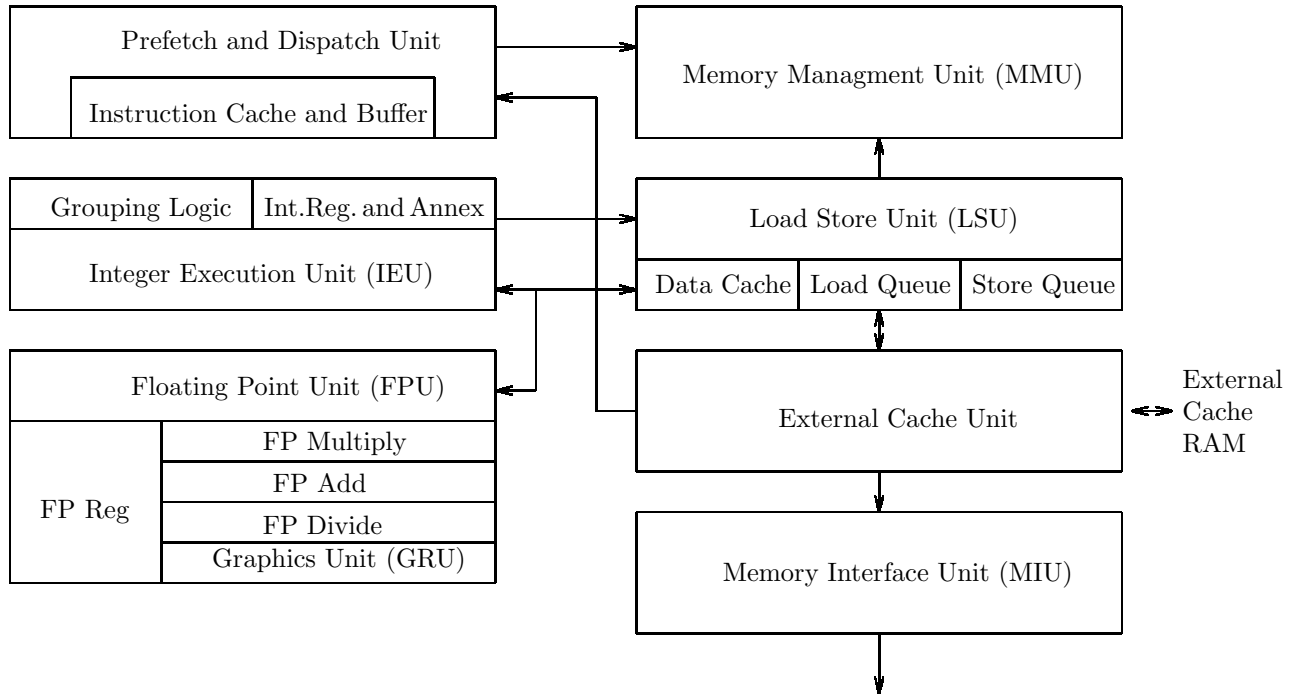 Prefetch and Dispatch Unit
Instruction Cache and Buffer
Memory Managment Unit (MMU)
Grouping Logic
Int.Reg. and Annex
Integer Execution Unit (IEU)
Load Store Unit (LSU)
Data Cache
Load Queue
Store Queue
Floating Point Unit (FPU)
FP Reg
FP Multiply
FP Add
FP Divide
Graphics Unit (GRU)
External Cache Unit
External
Cache
RAM
Memory Interface Unit (MIU)